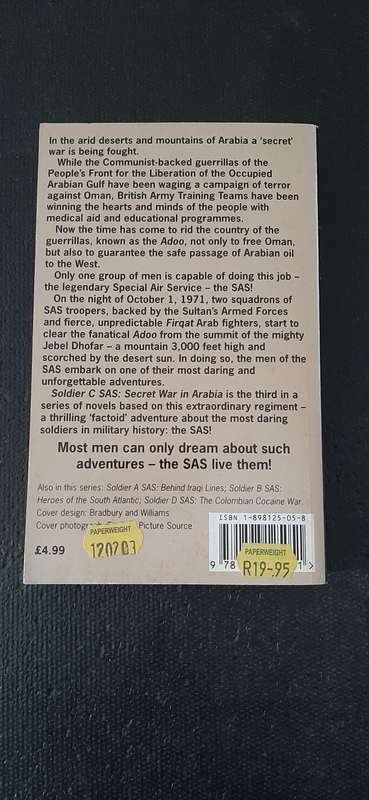 In the arid deserts and mountains of Arabia a 'secret'
war is being fought.
While the Communist-backed guerrillas of the
People's Front for the Liberation of the Occupied
Arabian Gulf have been waging a campaign of terror
against Oman, British Army Training Teams have been
winning the hearts and minds of the people with
medical aid and educational programmes.
Now the time has come to rid the country of the
guerrillas, known as the Adoo, not only to free Oman,
but also to guarantee the safe passage of Arabian oil
to the West.
Only one group of men is capable of doing this job –
the legendary Special Air Service – the SAS!
On the night of October 1, 1971, two squadrons of
SAS troopers, backed by the Sultan's Armed Forces
and fierce, unpredictable Firqat Arab fighters, start to
clear the fanatical Adoo from the summit of the mighty
Jebel Dhofar – a mountain 3,000 feet high and
scorched by the desert sun. In doing so, the men of the
SAS embark on one of their most daring and
unforgettable adventures.
Soldier C SAS: Secret War in Arabia is the third in a
series of novels based on this extraordinary regiment –
a thrilling 'factoid' adventure about the most daring
soldiers in military history: the SAS!
Most men can only dream about such
adventures – the SAS live them!
Also in this series: Soldier A SAS: Behind Iraqi Lines; Soldier B SAS:
Heroes of the South Atlantic; Soldier D SAS: The Colombian Cocaine War.
Cover design: Bradbury and Williams
Cover photograph: Picture Source
£4.99
PAPERWEIGHT
120203
ISBN 1-898125-05-8
PAPERWEIGHT
R19-95
9 78 1 >